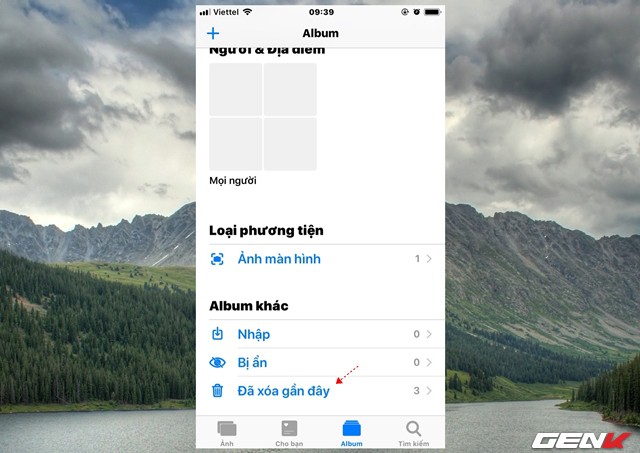 Viettel
09:39
Album
Người & Địa điểm
Mọi người
Loại phương tiện
Ảnh màn hình 1
Album khác
Nhập 0
Bị ẩn 0
Đã xóa gần đây 3
Ảnh Cho bạn Album Tìm kiếm
GENK